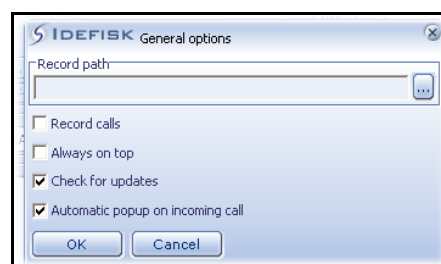 IDEFISK General options
Record path
...
Record calls
Always on top
Check for updates
Automatic popup on incoming call
OK Cancel